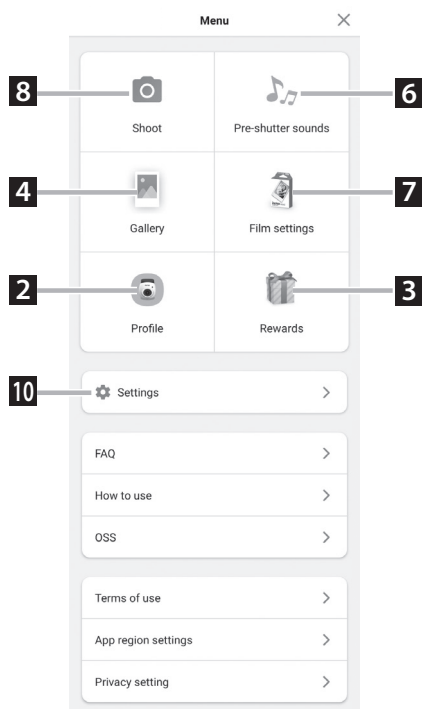 Menu
8
Shoot
Pre-shutter sounds
6
4
Gallery
Film settings
7
2
Profile
Rewards
3
10
Settings
FAQ
How to use
OSS
Terms of use
App region settings
Privacy setting